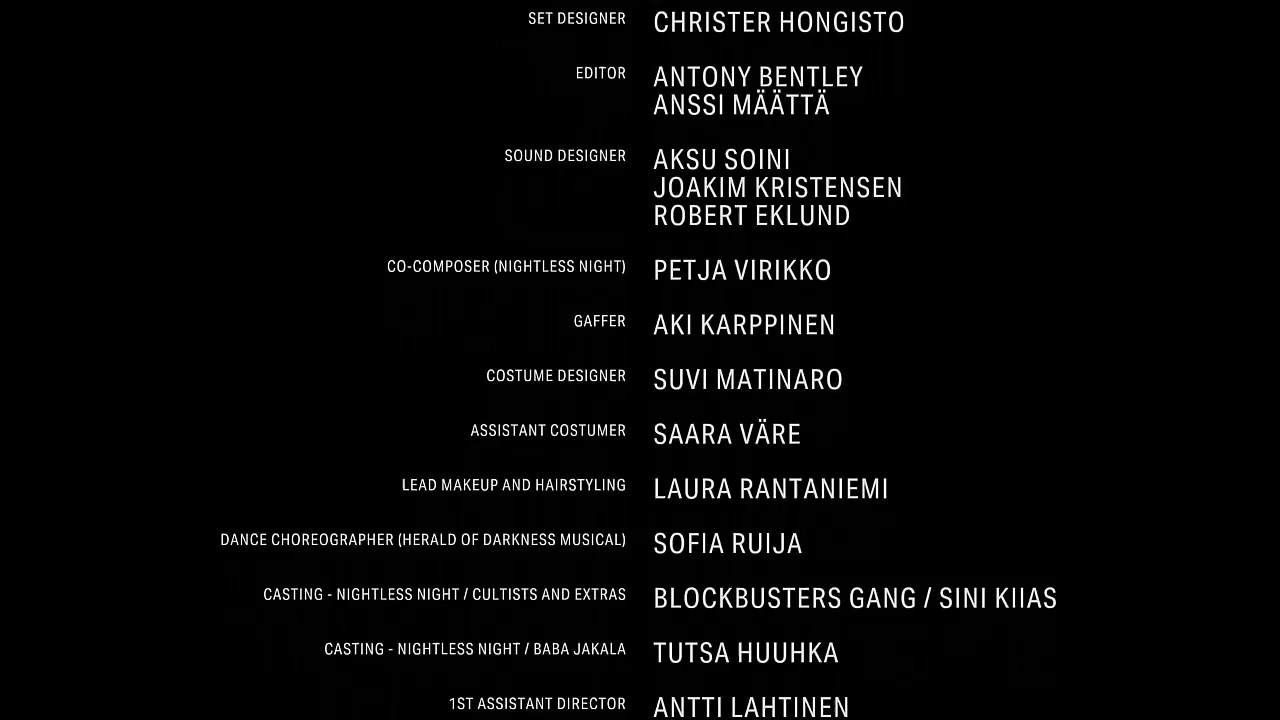 SET DESIGNER CHRISTER HONGISTO
EDITOR ANTONY BENTLEY
ANSSI MÄÄTTÄ
SOUND DESIGNER AKSU SOINI
JOAKIM KRISTENSEN
ROBERT EKLUND
CO-COMPOSER (NIGHTLESS NIGHT) PETJA VIRIKKO
GAFFER AKI KARPPINEN
COSTUME DESIGNER SUVI MATINARO
ASSISTANT COSTUMER SAARA VÄRE
LEAD MAKEUP AND HAIRSTYLING LAURA RANTANIEMI
DANCE CHOREOGRAPHER (HERALD OF DARKNESS MUSICAL) SOFIA RUIJA
CASTING - NIGHTLESS NIGHT / CULTISTS AND EXTRAS BLOCKBUSTERS GANG / SINI KIIAS
CASTING - NIGHTLESS NIGHT / BABA JAKALA TUTSA HUUHKA
1ST ASSISTANT DIRECTOR ANTTI LAHTINEN